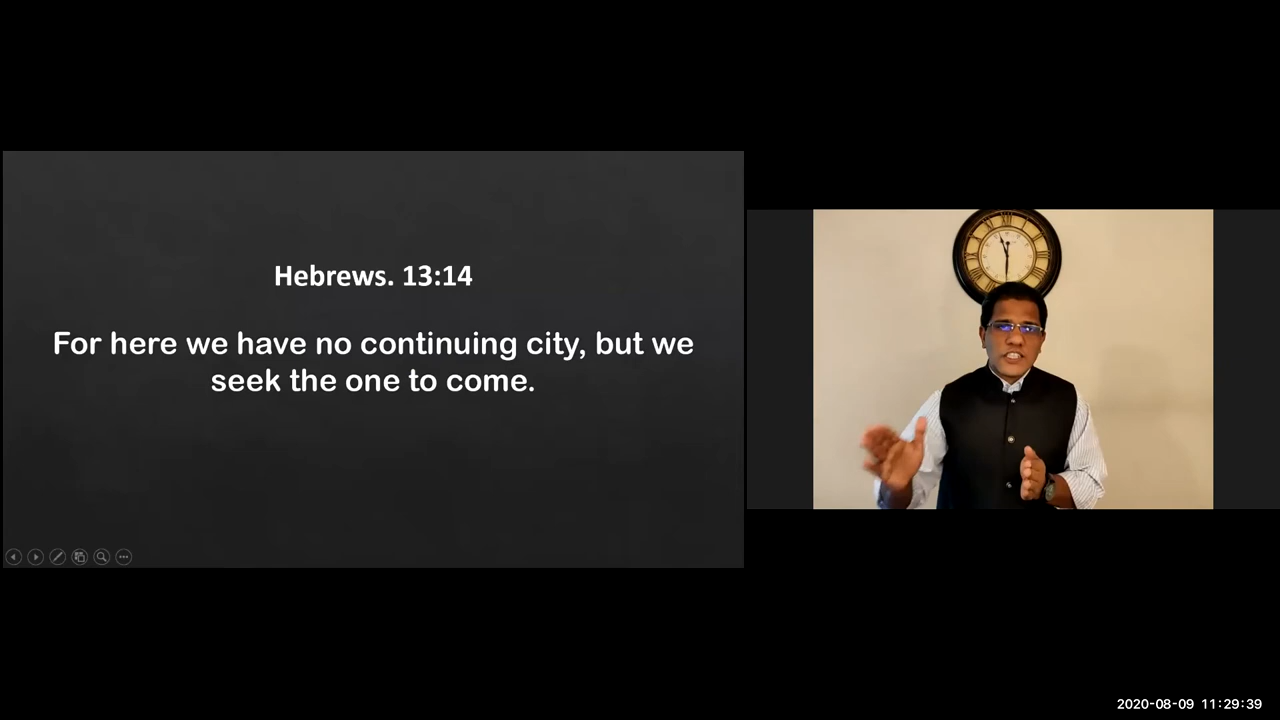 Hebrews. 13:14
For here we have no continuing city, but we
seek the one to come.
2020-08-09 11:29:39